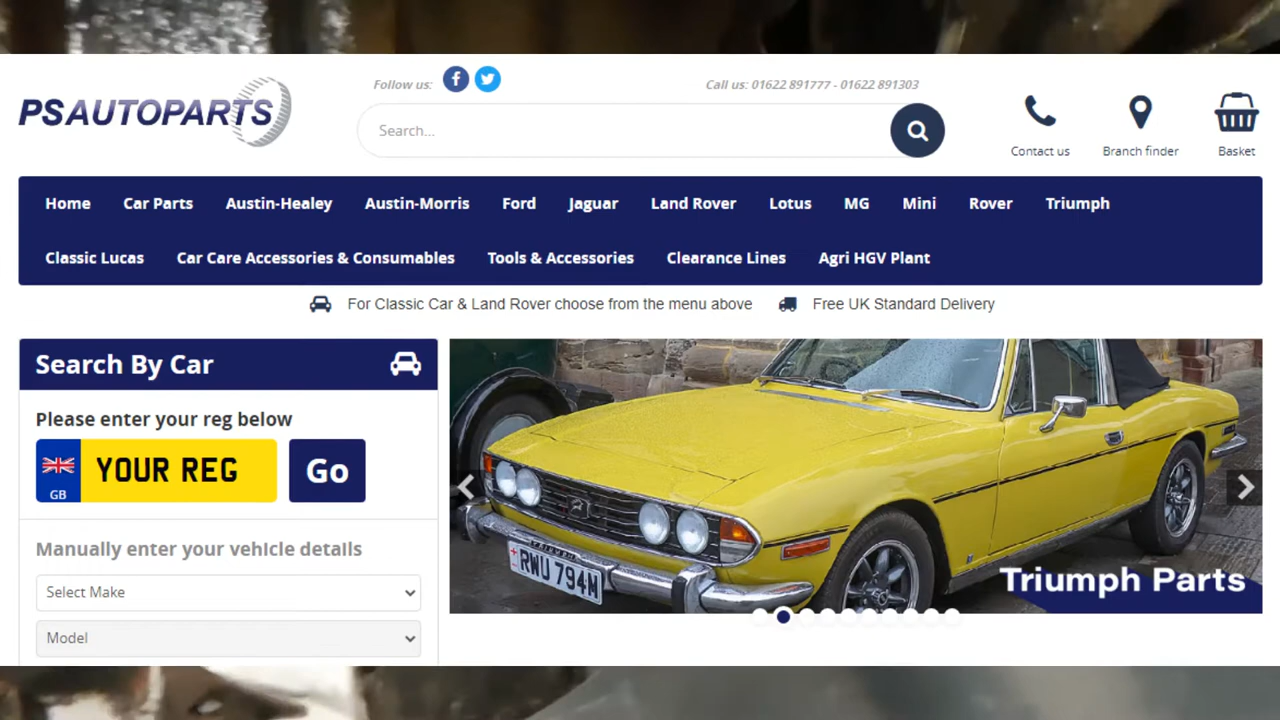 Follow us:
Call us: 01622 891777 - 01622 891303
PSAUTOPARTS
Search...
Contact us
Branch finder
Basket
Home Car Parts Austin-Healey Austin-Morris Ford Jaguar Land Rover Lotus MG Mini Rover Triumph
Classic Lucas Car Care Accessories & Consumables Tools & Accessories Clearance Lines Agri HGV Plant
For Classic Car & Land Rover choose from the menu above Free UK Standard Delivery
Search By Car
Please enter your reg below
GB
YOUR REG
Go
Manually enter your vehicle details
Select Make
Model
TRIUMPH
RWU 794M
Triumph Parts